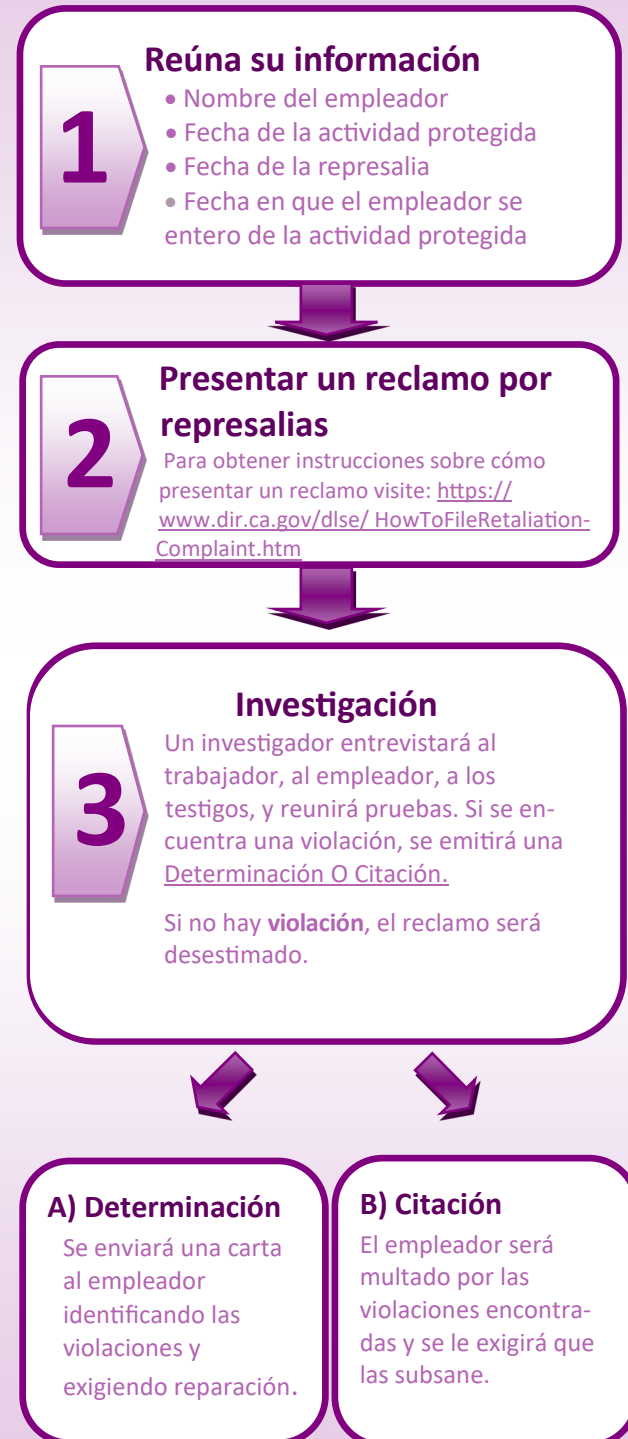 Reúna su información
1
• Nombre del empleador
• Fecha de la actividad protegida
• Fecha de la represalia
• Fecha en que el empleador se
entero de la actividad protegida
2
Presentar un reclamo por
represalias
Para obtener instrucciones sobre cómo
presentar un reclamo visite: https://
www.dir.ca.gov/dlse/ HowToFileRetaliation-
Complaint.htm
3
Investigación
Un investigador entrevistará al
trabajador, al empleador, a los
testigos, y reunirá pruebas. Si se en-
cuentra una violación, se emitirá una
Determinación O Citación.
Si no hay violación, el reclamo será
desestimado.
A) Determinación
Se enviará una carta
al empleador
identificando las
violaciones y
exigiendo reparación.
B) Citación
El empleador será
multado por las
violaciones encontra-
das y se le exigirá que
las subsane.